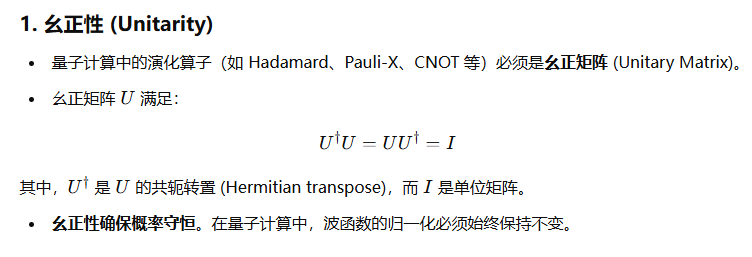 1. 幺正性 (Unitarity)
• 量子计算中的演化算子（如 Hadamard、Pauli-X、CNOT 等）必须是幺正矩阵 (Unitary Matrix)。
• 幺正矩阵 U 满足：
U†U = UU† = I
其中，U† 是 U 的共轭转置 (Hermitian transpose)，而 I 是单位矩阵。
• 幺正性确保概率守恒。在量子计算中，波函数的归一化必须始终保持不变。